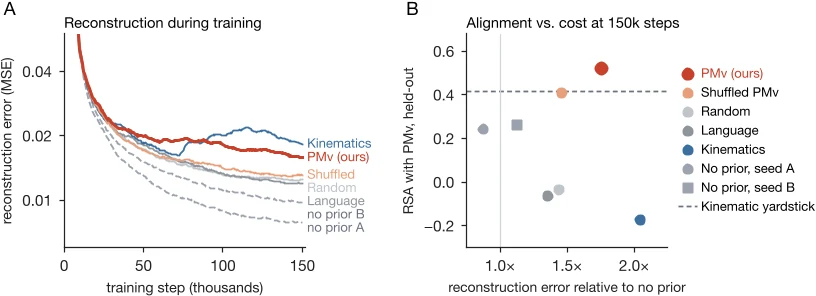 A
Reconstruction during training
reconstruction error (MSE)
0.04
0.02
0.01
0
50
100
150
training step (thousands)
Kinematics
PMv (ours)
Shuffled
Random
Language
no prior B
no prior A
B
Alignment vs. cost at 150k steps
RSA with PMv, held-out
0.6
0.4
0.2
0.0
−0.2
1.0×
1.5×
2.0×
reconstruction error relative to no prior
PMv (ours)
Shuffled PMv
Random
Language
Kinematics
No prior, seed A
No prior, seed B
Kinematic yardstick